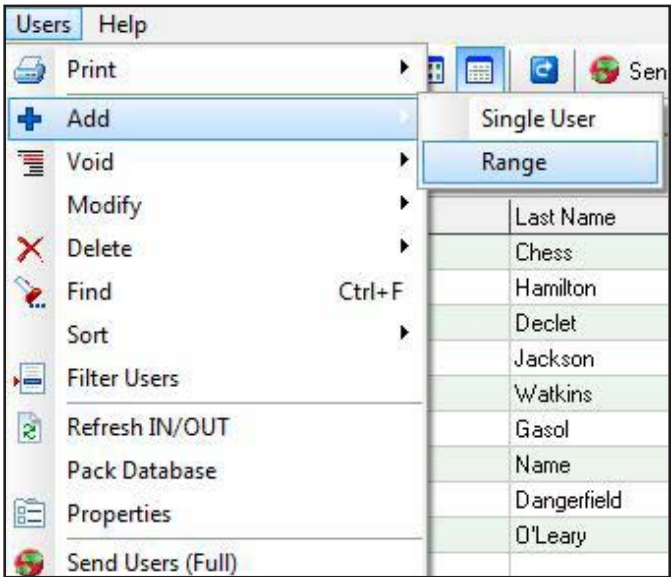 Users Help
Print
Sen
Add
Single User
Void
Range
Modify
Last Name
Delete
Chess
Find Ctrl+F
Hamilton
Sort
Declet
Filter Users
Jackson
Watkins
Refresh IN/OUT
Gasol
Pack Database
Name
Properties
Dangerfield
O'Leary
Send Users (Full)